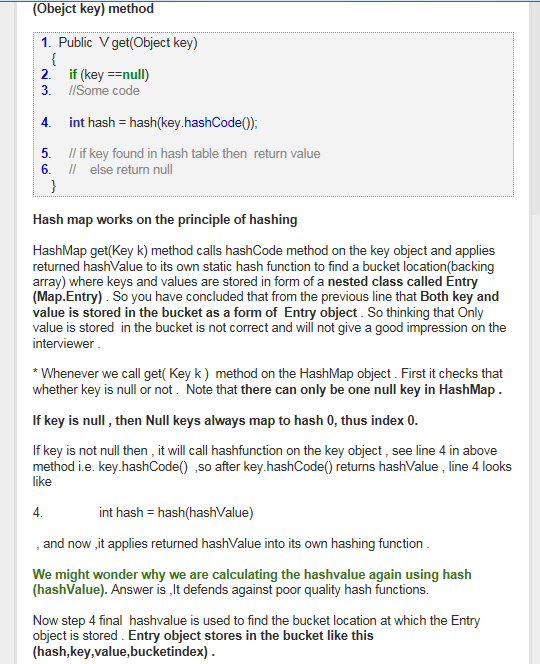 (Obejct key) method
1. Public V get(Object key)
{
2. if (key ==null)
3. //Some code
4. int hash = hash(key.hashCode());
5. // if key found in hash table then return value
6. // else return null
}
Hash map works on the principle of hashing
HashMap get(Key k) method calls hashCode method on the key object and applies
returned hashValue to its own static hash function to find a bucket location(backing
array) where keys and values are stored in form of a nested class called Entry
(Map.Entry) . So you have concluded that from the previous line that Both key and
value is stored in the bucket as a form of Entry object . So thinking that Only
value is stored in the bucket is not correct and will not give a good impression on the
interviewer .
* Whenever we call get( Key k ) method on the HashMap object . First it checks that
whether key is null or not . Note that there can only be one null key in HashMap .
If key is null , then Null keys always map to hash 0, thus index 0.
If key is not null then , it will call hashfunction on the key object , see line 4 in above
method i.e. key.hashCode() ,so after key.hashCode() returns hashValue , line 4 looks
like
4. int hash = hash(hashValue)
, and now ,it applies returned hashValue into its own hashing function .
We might wonder why we are calculating the hashvalue again using hash
(hashValue). Answer is ,It defends against poor quality hash functions.
Now step 4 final hashvalue is used to find the bucket location at which the Entry
object is stored . Entry object stores in the bucket like this
(hash,key,value,bucketindex) .